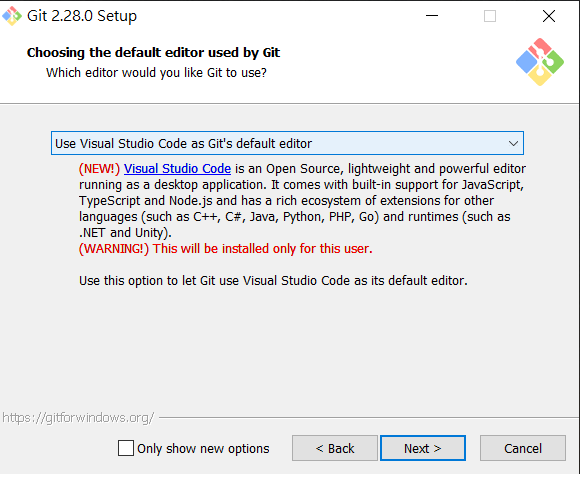 Git 2.28.0 Setup
Choosing the default editor used by Git
Which editor would you like Git to use?
Use Visual Studio Code as Git's default editor
(NEW!) Visual Studio Code is an Open Source, lightweight and powerful editor
running as a desktop application. It comes with built-in support for JavaScript,
TypeScript and Node.js and has a rich ecosystem of extensions for other
languages (such as C++, C#, Java, Python, PHP, Go) and runtimes (such as
.NET and Unity).
(WARNING!) This will be installed only for this user.
Use this option to let Git use Visual Studio Code as its default editor.
https://gitforwindows.org/
Only show new options
< Back
Next >
Cancel